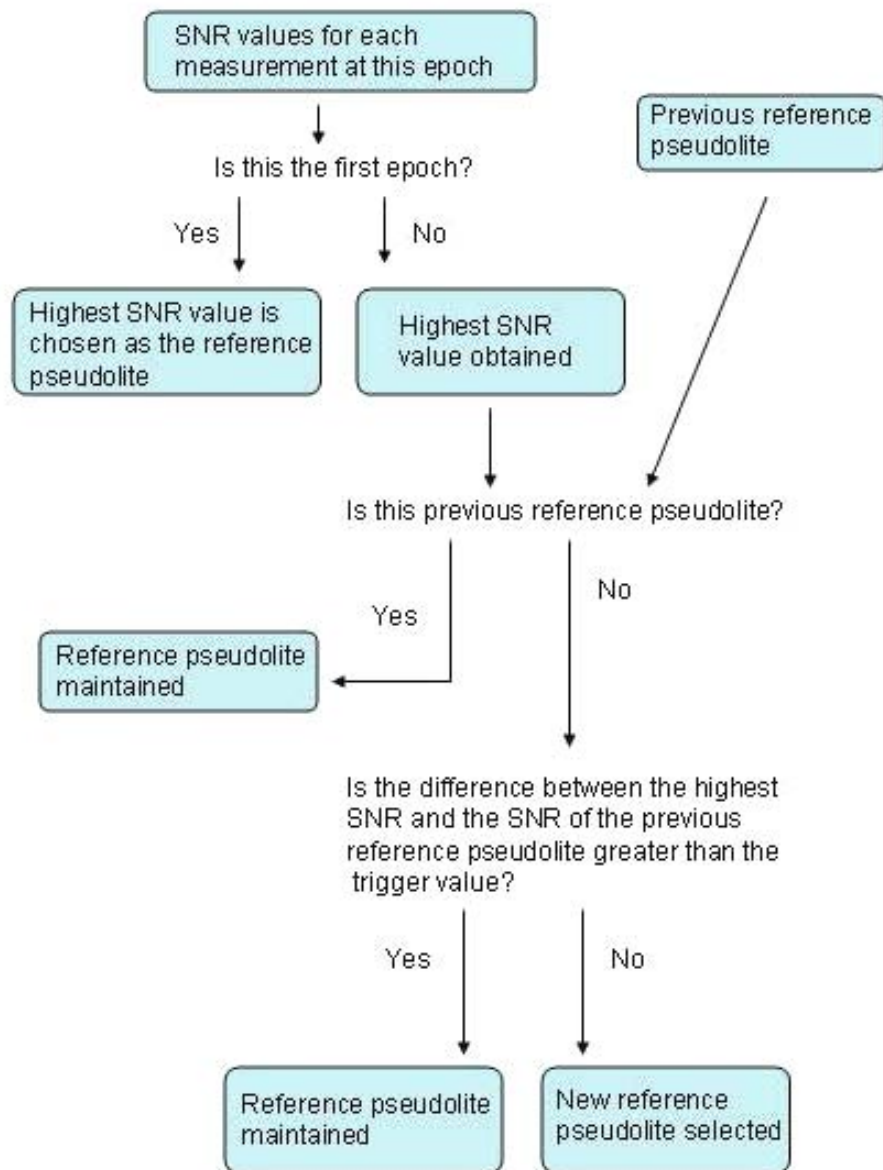 SNR values for each
measurement at this epoch
Previous reference
pseudolite
Is this the first epoch?
Yes
No
Highest SNR value is
chosen as the reference
pseudolite
Highest SNR
value obtained
Is this previous reference pseudolite?
Yes
No
Reference pseudolite
maintained
Is the difference between the highest
SNR and the SNR of the previous
reference pseudolite greater than the
trigger value?
Yes
No
Reference pseudolite
maintained
New reference
pseudolite selected